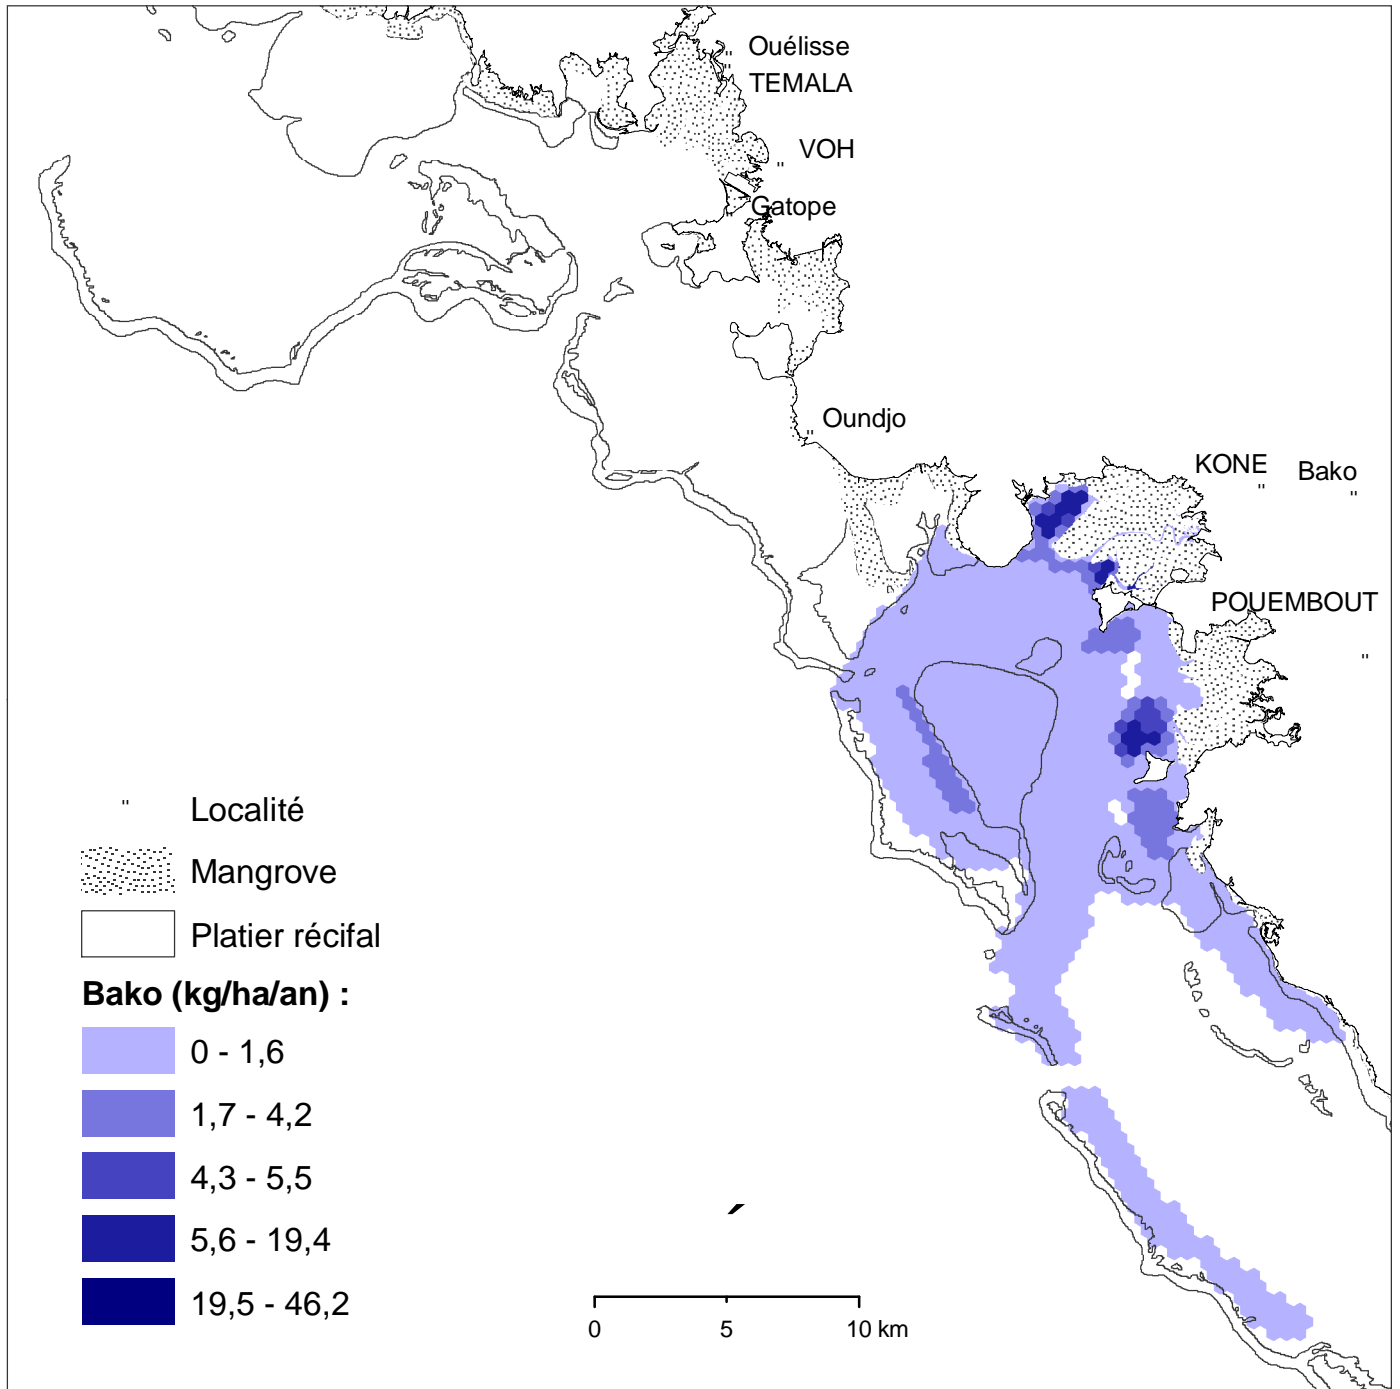 Ouélisse
TEMALA
VOH
Gatope
Oundjo
KONE
Bako
POUEMBOUT
" Localité
Mangrove
Platier récifal
Bako (kg/ha/an) :
0 - 1,6
1,7 - 4,2
4,3 - 5,5
5,6 - 19,4
19,5 - 46,2
0 5 10 km